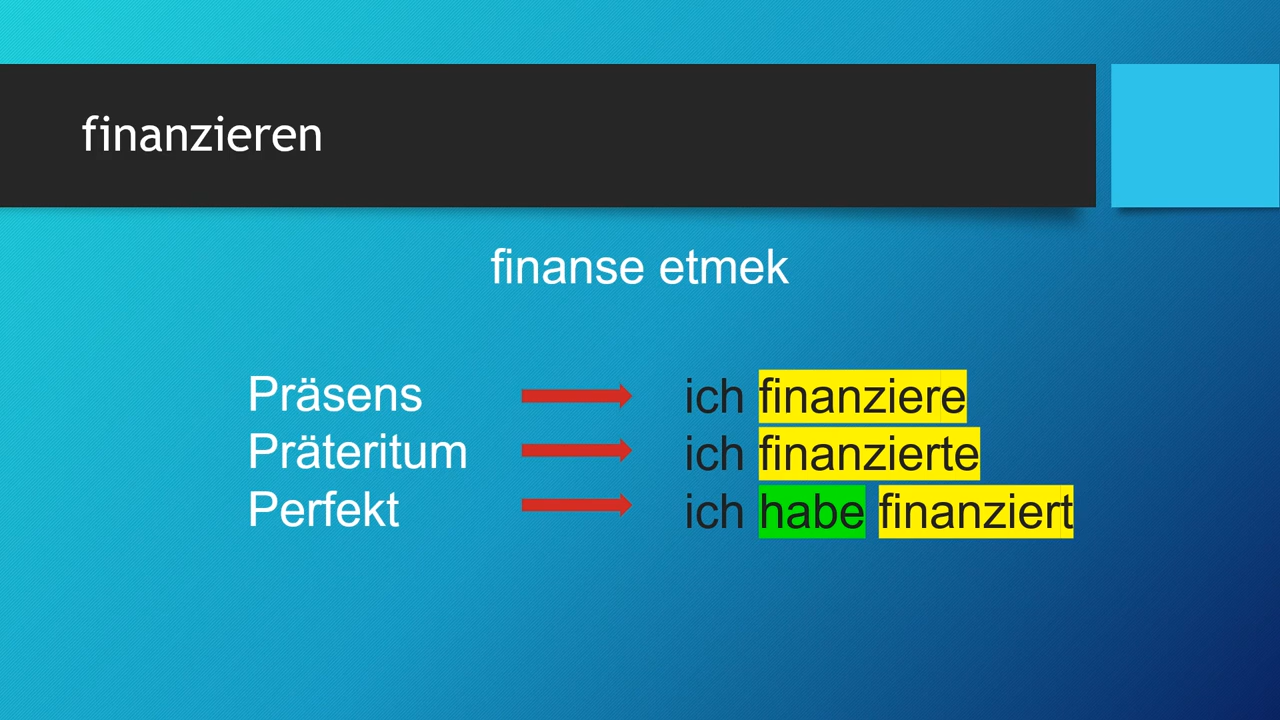 finanzieren
finanse etmek
Präsens ich finanziere
Präteritum ich finanzierte
Perfekt ich habe finanziert